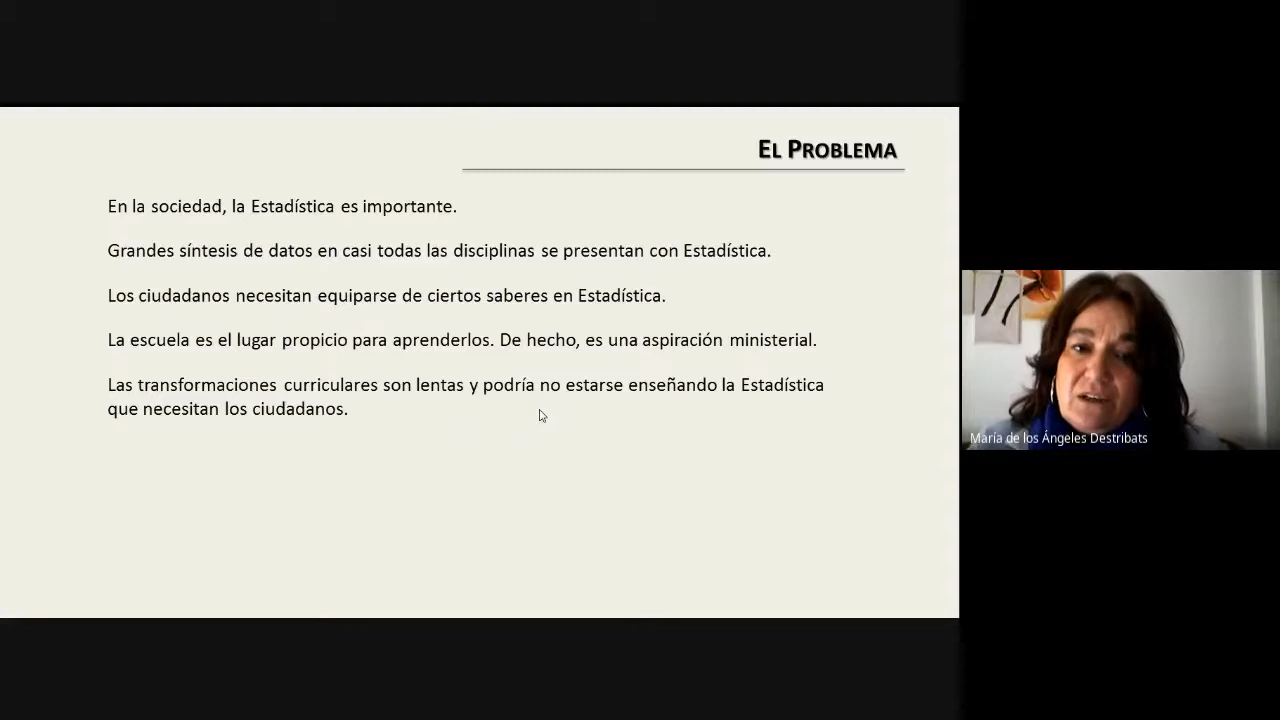 EL PROBLEMA
En la sociedad, la Estadística es importante.
Grandes síntesis de datos en casi todas las disciplinas se presentan con Estadística.
Los ciudadanos necesitan equiparse de ciertos saberes en Estadística.
La escuela es el lugar propicio para aprenderlos. De hecho, es una aspiración ministerial.
Las transformaciones curriculares son lentas y podría no estarse enseñando la Estadística
que necesitan los ciudadanos.
María de los Ángeles Destribats